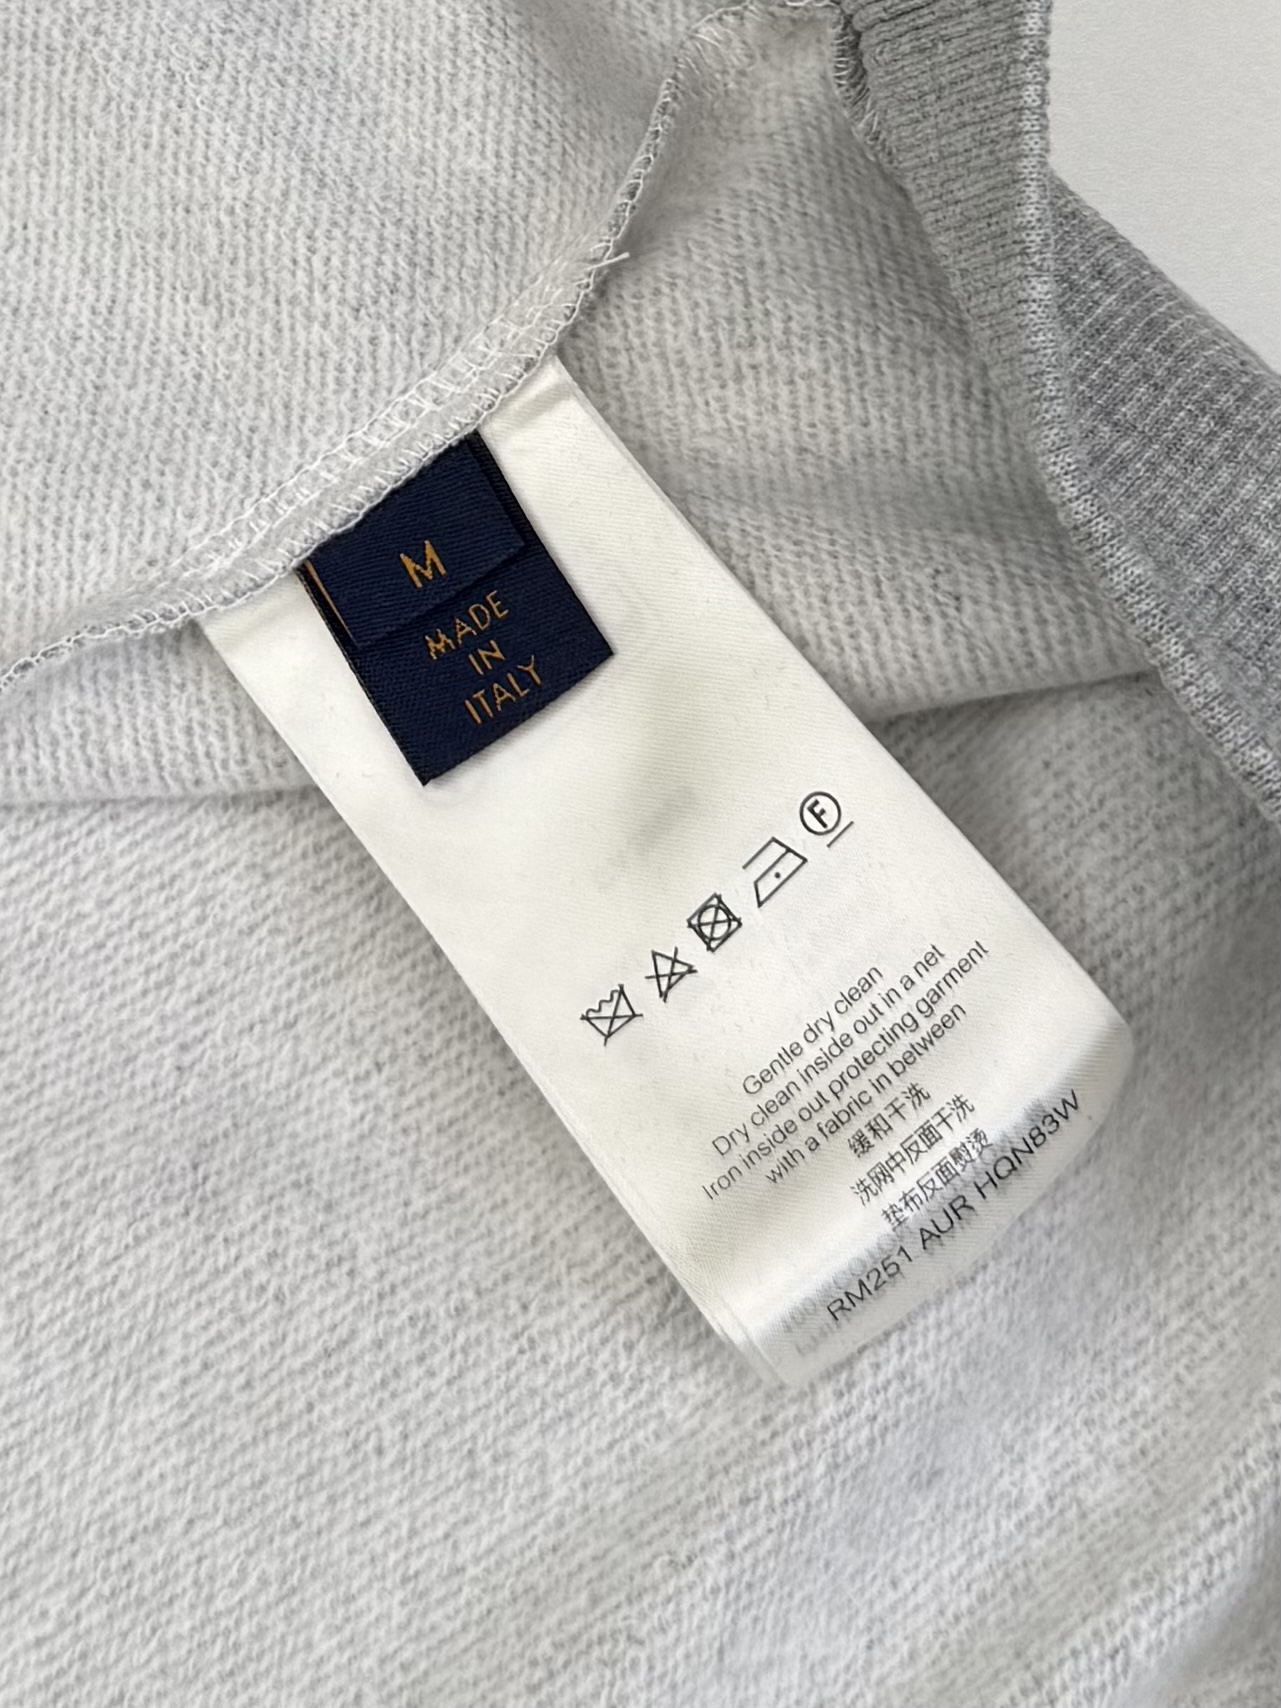 M
MADE
IN
ITALY
F
Gentle dry clean
Dry clean inside out in a net
Iron inside out protecting garment
with a fabric in between
缓和干洗
洗网中反面干洗
垫布反面熨烫
RM251 AUR HQN83W